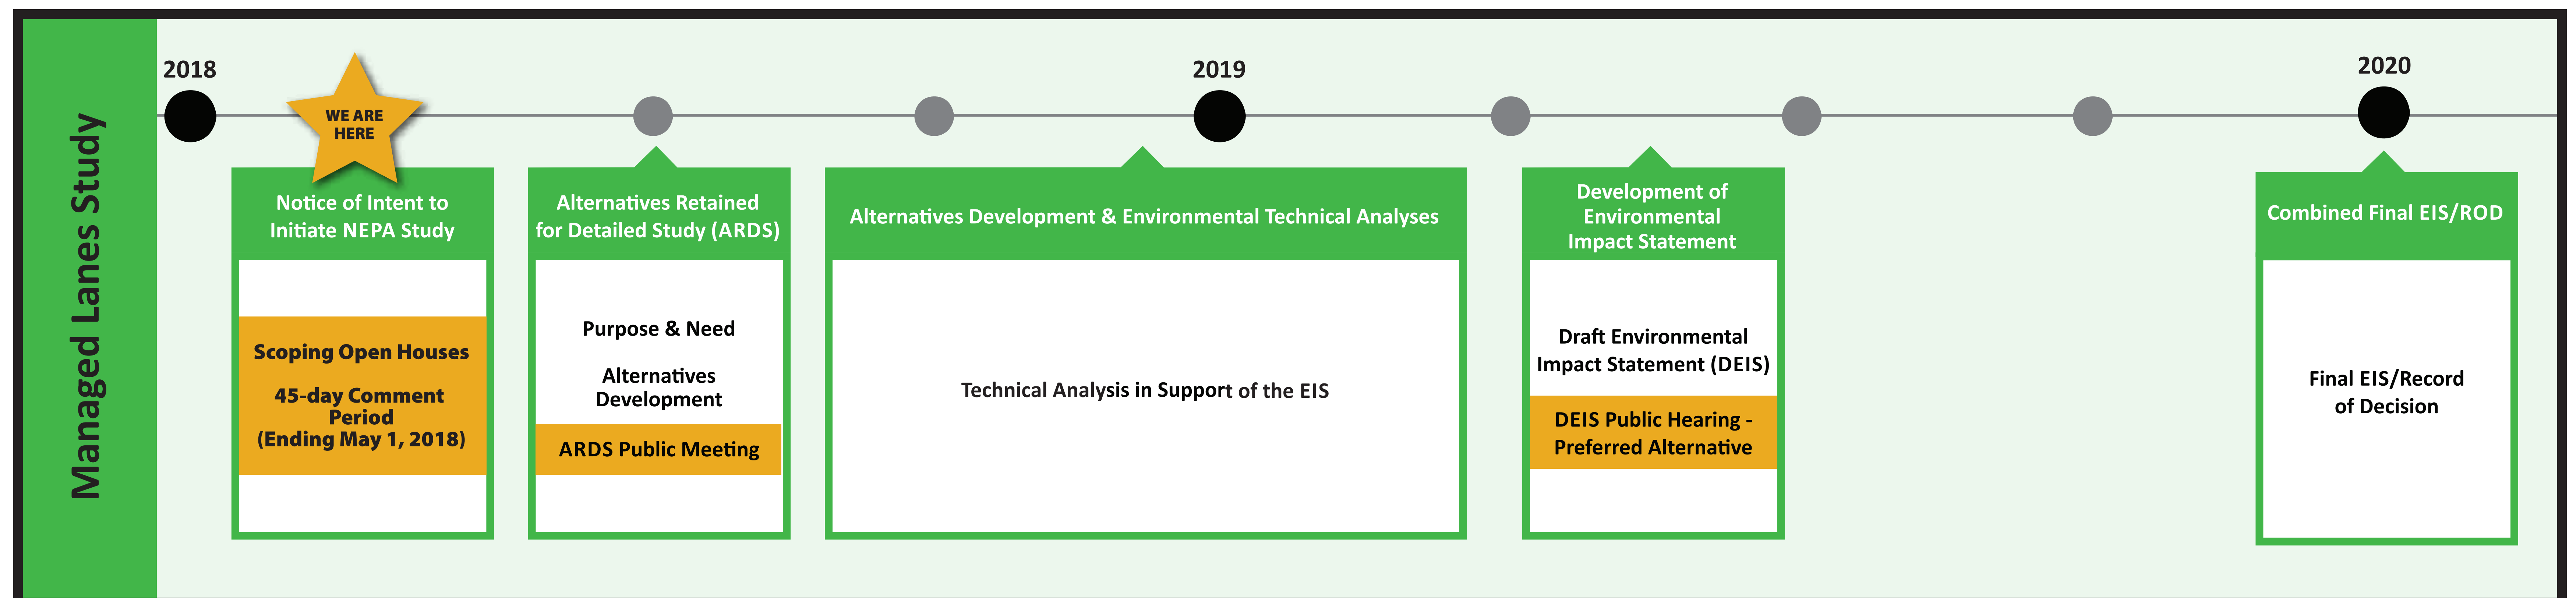 Managed Lanes Study
2018
2019
2020
WE ARE
HERE
Notice of Intent to
Initiate NEPA Study
Scoping Open Houses
45-day Comment
Period
(Ending May 1, 2018)
Alternatives Retained
for Detailed Study (ARDS)
Purpose & Need
Alternatives
Development
ARDS Public Meeting
Alternatives Development & Environmental Technical Analyses
Technical Analysis in Support of the EIS
Development of
Environmental
Impact Statement
Draft Environmental
Impact Statement (DEIS)
DEIS Public Hearing -
Preferred Alternative
Combined Final EIS/ROD
Final EIS/Record
of Decision